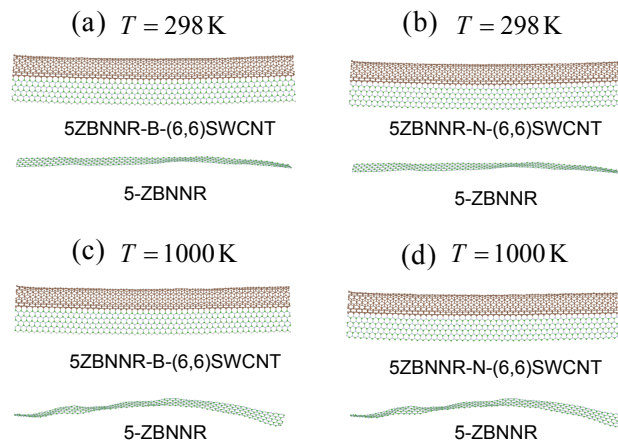 (a) T = 298 K
(b) T = 298 K
5ZBNNR-B-(6,6)SWCNT
5ZBNNR-N-(6,6)SWCNT
5-ZBNNR
5-ZBNNR
(c) T = 1000 K
(d) T = 1000 K
5ZBNNR-B-(6,6)SWCNT
5ZBNNR-N-(6,6)SWCNT
5-ZBNNR
5-ZBNNR